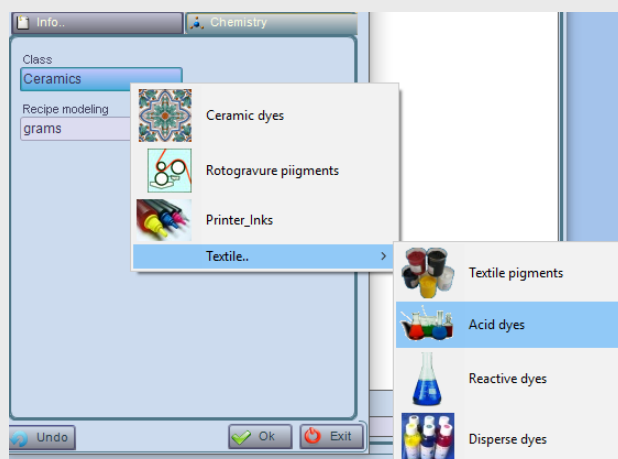 Info..
Chemistry
Class
Ceramics
Recipe modeling
grams
Ceramic dyes
Rotogravure piigments
Printer_Inks
Textile..
Textile pigments
Acid dyes
Reactive dyes
Disperse dyes
Undo
Ok
Exit